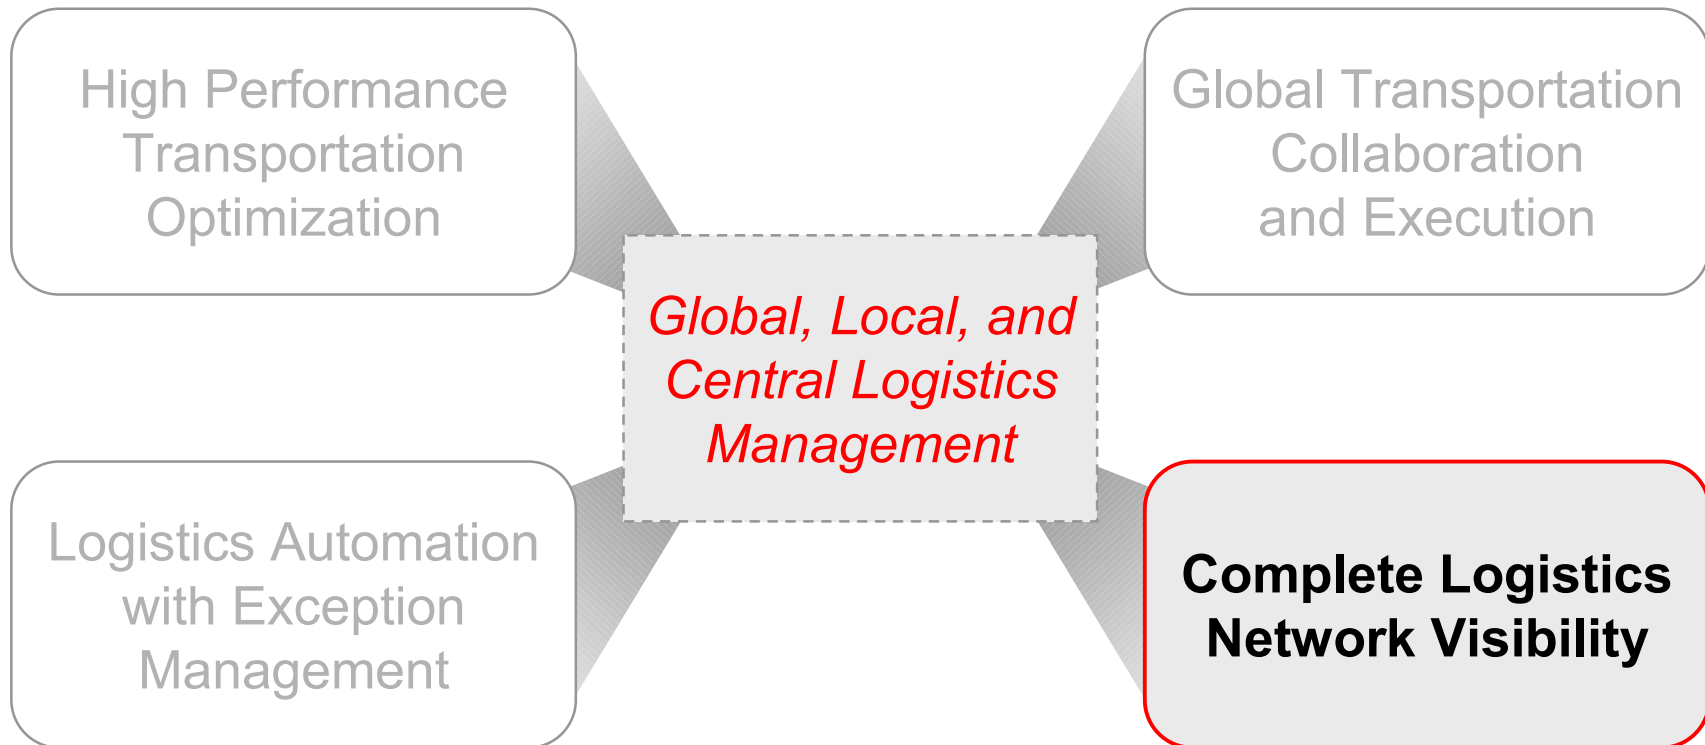 High Performance
Transportation
Optimization
Global Transportation
Collaboration
and Execution
Global, Local, and
Central Logistics
Management
Logistics Automation
with Exception
Management
Complete Logistics
Network Visibility